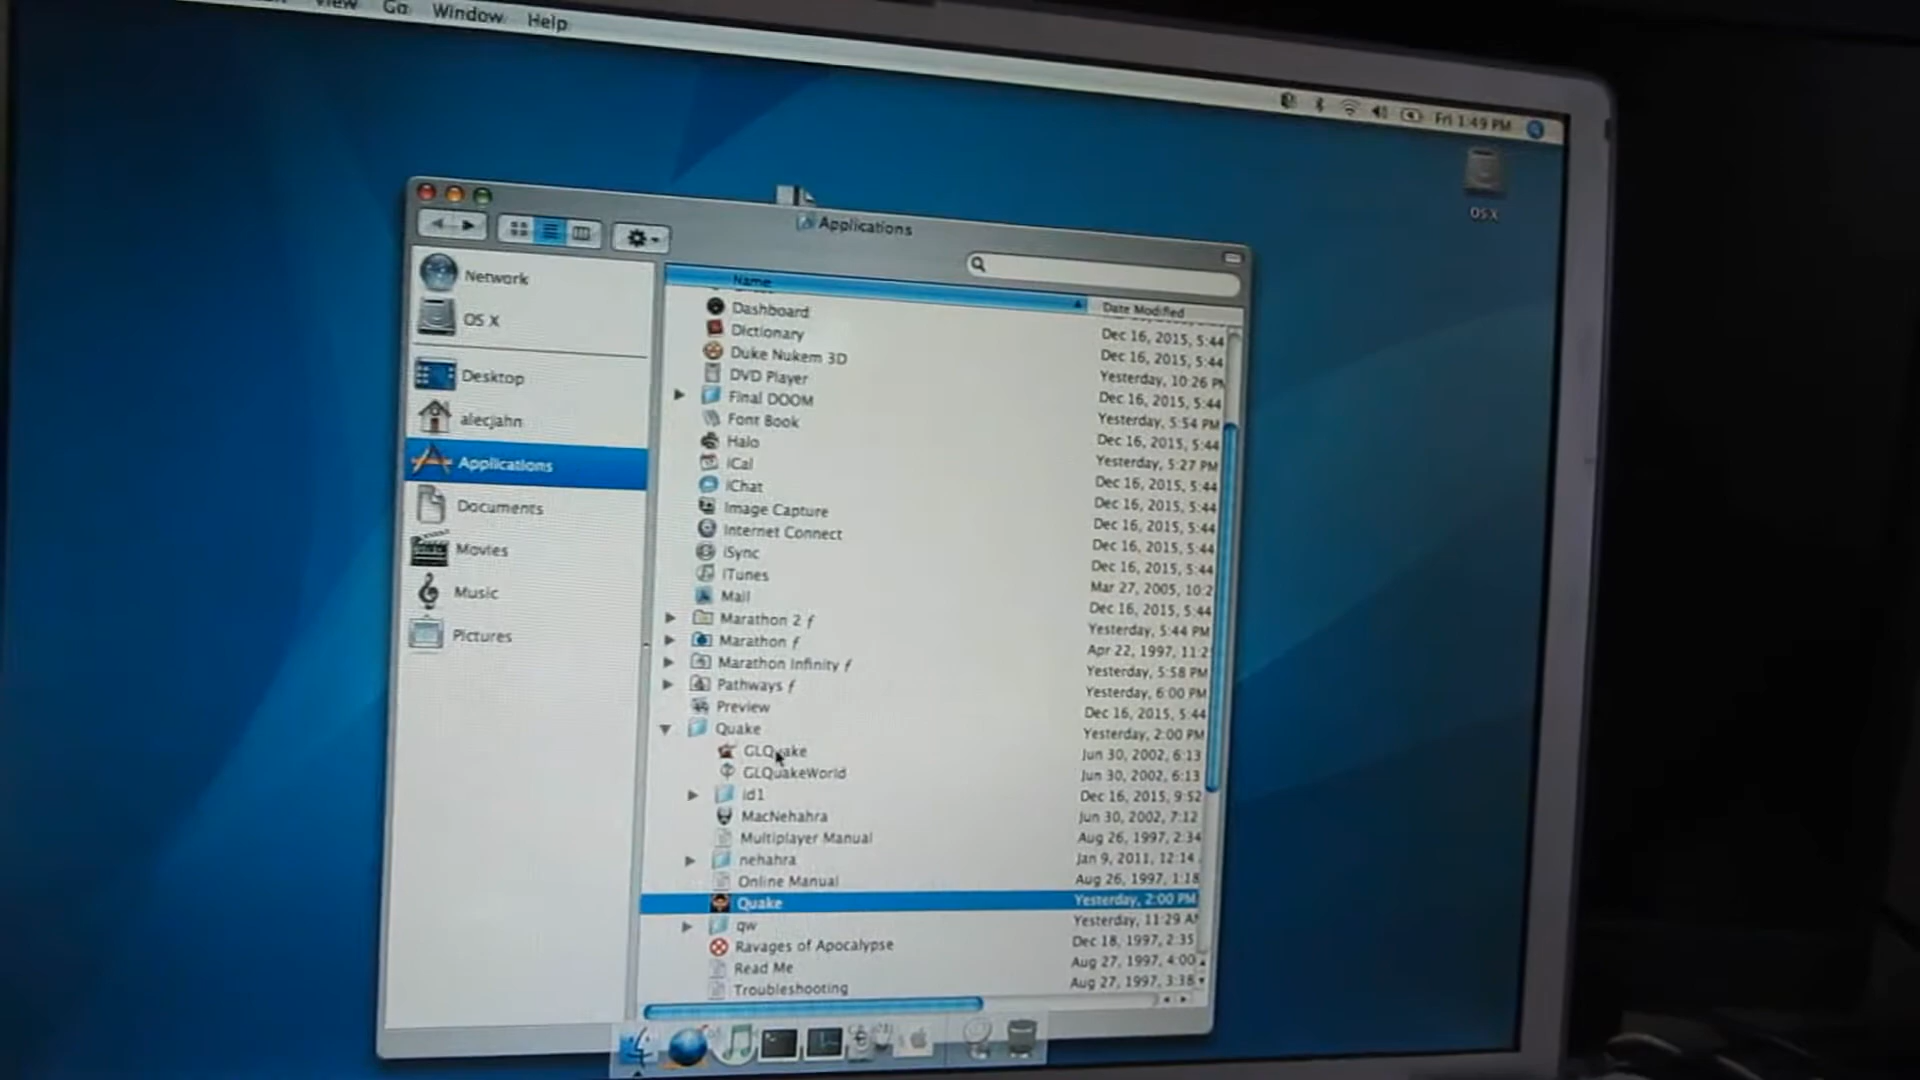 View Go Window Help
Fri 1:49 PM
OS X
Applications
Network
OS X
Desktop
alecjahn
Applications
Documents
Movies
Music
Pictures
Name
Date Modified
Dashboard
Dec 16, 2015, 5:44
Dictionary
Dec 16, 2015, 5:44
Duke Nukem 3D
Yesterday, 10:26 PM
DVD Player
Dec 16, 2015, 5:44
Final DOOM
Yesterday, 5:54 PM
Font Book
Dec 16, 2015, 5:44
Halo
Yesterday, 5:27 PM
iCal
Dec 16, 2015, 5:44
iChat
Dec 16, 2015, 5:44
Image Capture
Dec 16, 2015, 5:44
Internet Connect
Dec 16, 2015, 5:44
iSync
Dec 16, 2015, 5:44
iTunes
Mar 27, 2005, 10:2
Mail
Dec 16, 2015, 5:44
Marathon 2 ƒ
Yesterday, 5:44 PM
Marathon ƒ
Apr 22, 1997, 11:2
Marathon Infinity ƒ
Yesterday, 5:58 PM
Pathways ƒ
Yesterday, 6:00 PM
Preview
Dec 16, 2015, 5:44
Quake
Yesterday, 2:00 PM
GLQuake
Jun 30, 2002, 6:13
GLQuakeWorld
Jun 30, 2002, 6:13
id1
Dec 16, 2015, 9:52
MacNehahra
Jun 30, 2002, 7:12
Multiplayer Manual
Aug 26, 1997, 2:34
nehahra
Jan 9, 2011, 12:14
Online Manual
Aug 26, 1997, 1:18
Quake
Yesterday, 2:00 PM
qw
Yesterday, 11:29 AM
Ravages of Apocalypse
Dec 18, 1997, 2:35
Read Me
Aug 27, 1997, 4:00
Troubleshooting
Aug 27, 1997, 3:38